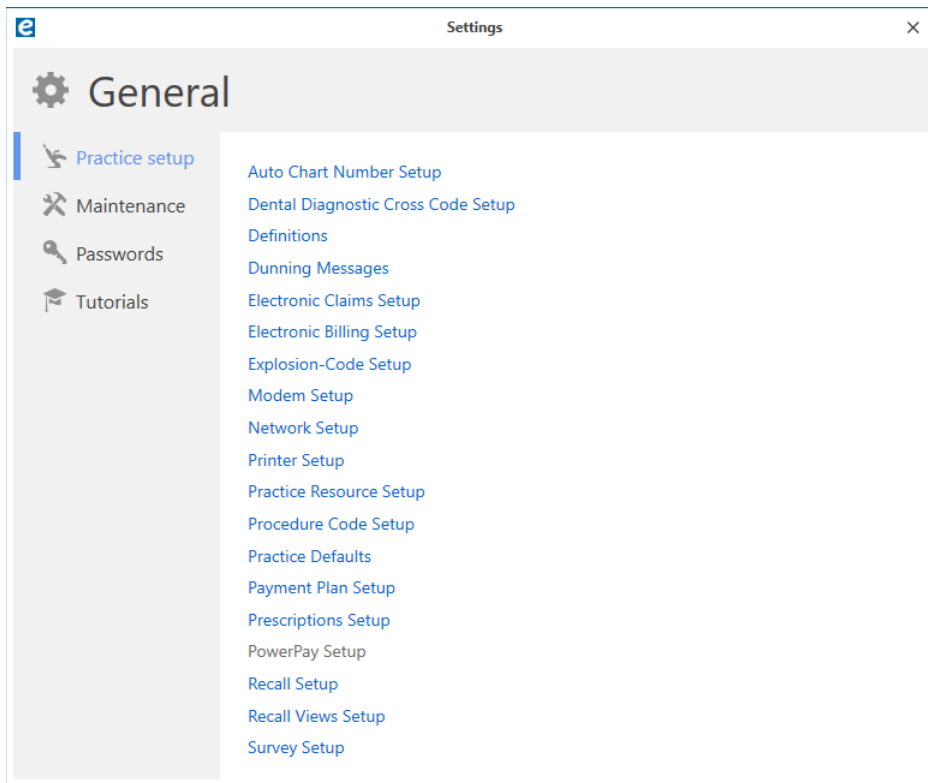 Settings
General
Practice setup
Maintenance
Passwords
Tutorials
Auto Chart Number Setup
Dental Diagnostic Cross Code Setup
Definitions
Dunning Messages
Electronic Claims Setup
Electronic Billing Setup
Explosion-Code Setup
Modem Setup
Network Setup
Printer Setup
Practice Resource Setup
Procedure Code Setup
Practice Defaults
Payment Plan Setup
Prescriptions Setup
PowerPay Setup
Recall Setup
Recall Views Setup
Survey Setup